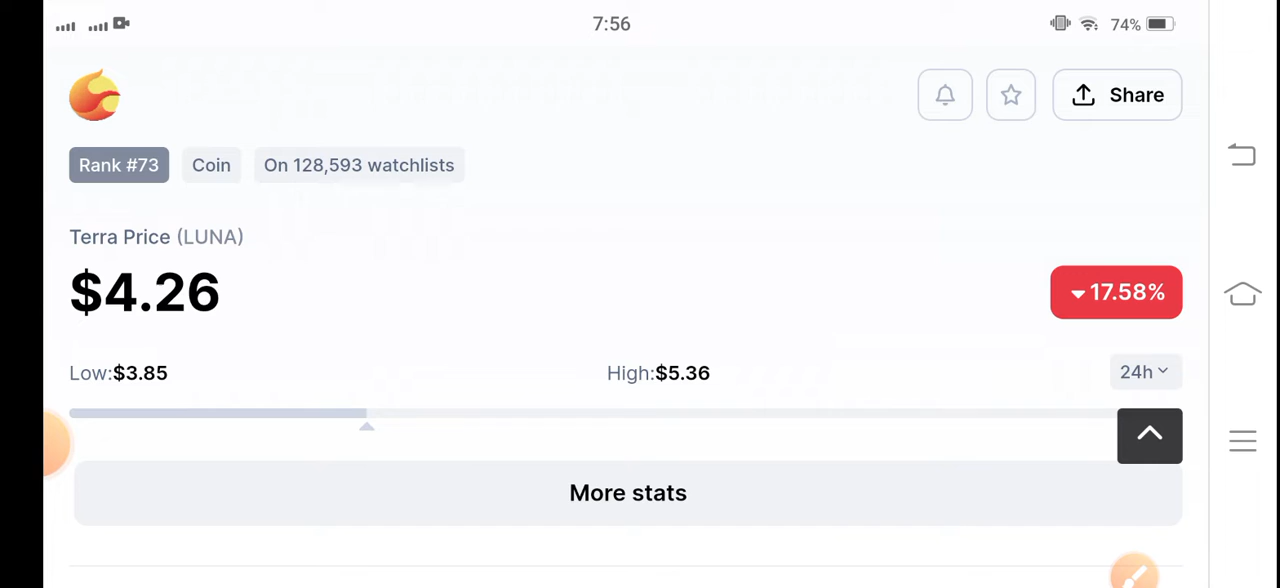 7:56
74%
Share
Rank #73 Coin On 128,593 watchlists
Terra Price (LUNA)
$4.26
17.58%
Low:$3.85 High:$5.36 24h
More stats